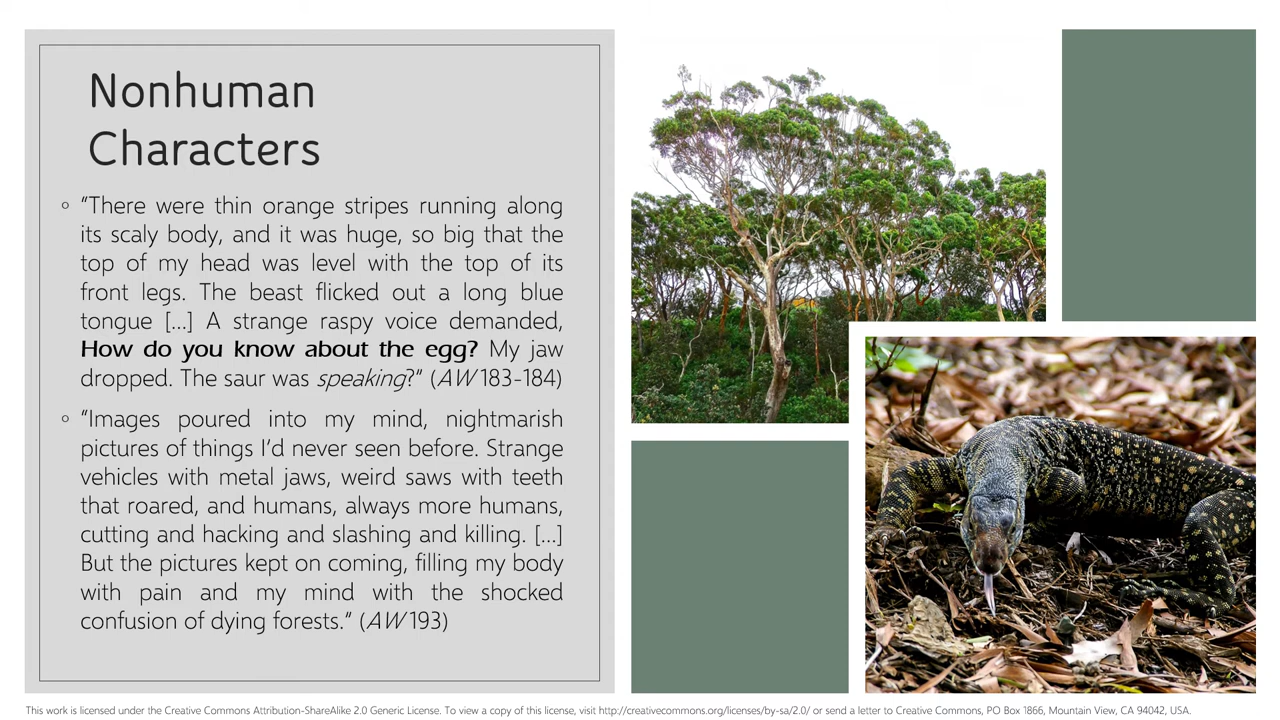 Nonhuman
Characters
◦ “There were thin orange stripes running along
its scaly body, and it was huge, so big that the
top of my head was level with the top of its
front legs. The beast flicked out a long blue
tongue [...] A strange raspy voice demanded,
How do you know about the egg? My jaw
dropped. The saur was speaking?” (AW 183-184)
◦ “Images poured into my mind, nightmarish
pictures of things I’d never seen before. Strange
vehicles with metal jaws, weird saws with teeth
that roared, and humans, always more humans,
cutting and hacking and slashing and killing. [...]
But the pictures kept on coming, filling my body
with pain and my mind with the shocked
confusion of dying forests.” (AW 193)
This work is licensed under the Creative Commons Attribution-ShareAlike 2.0 Generic License. To view a copy of this license, visit http://creativecommons.org/licenses/by-sa/2.0/ or send a letter to Creative Commons, PO Box 1866, Mountain View, CA 94042, USA.